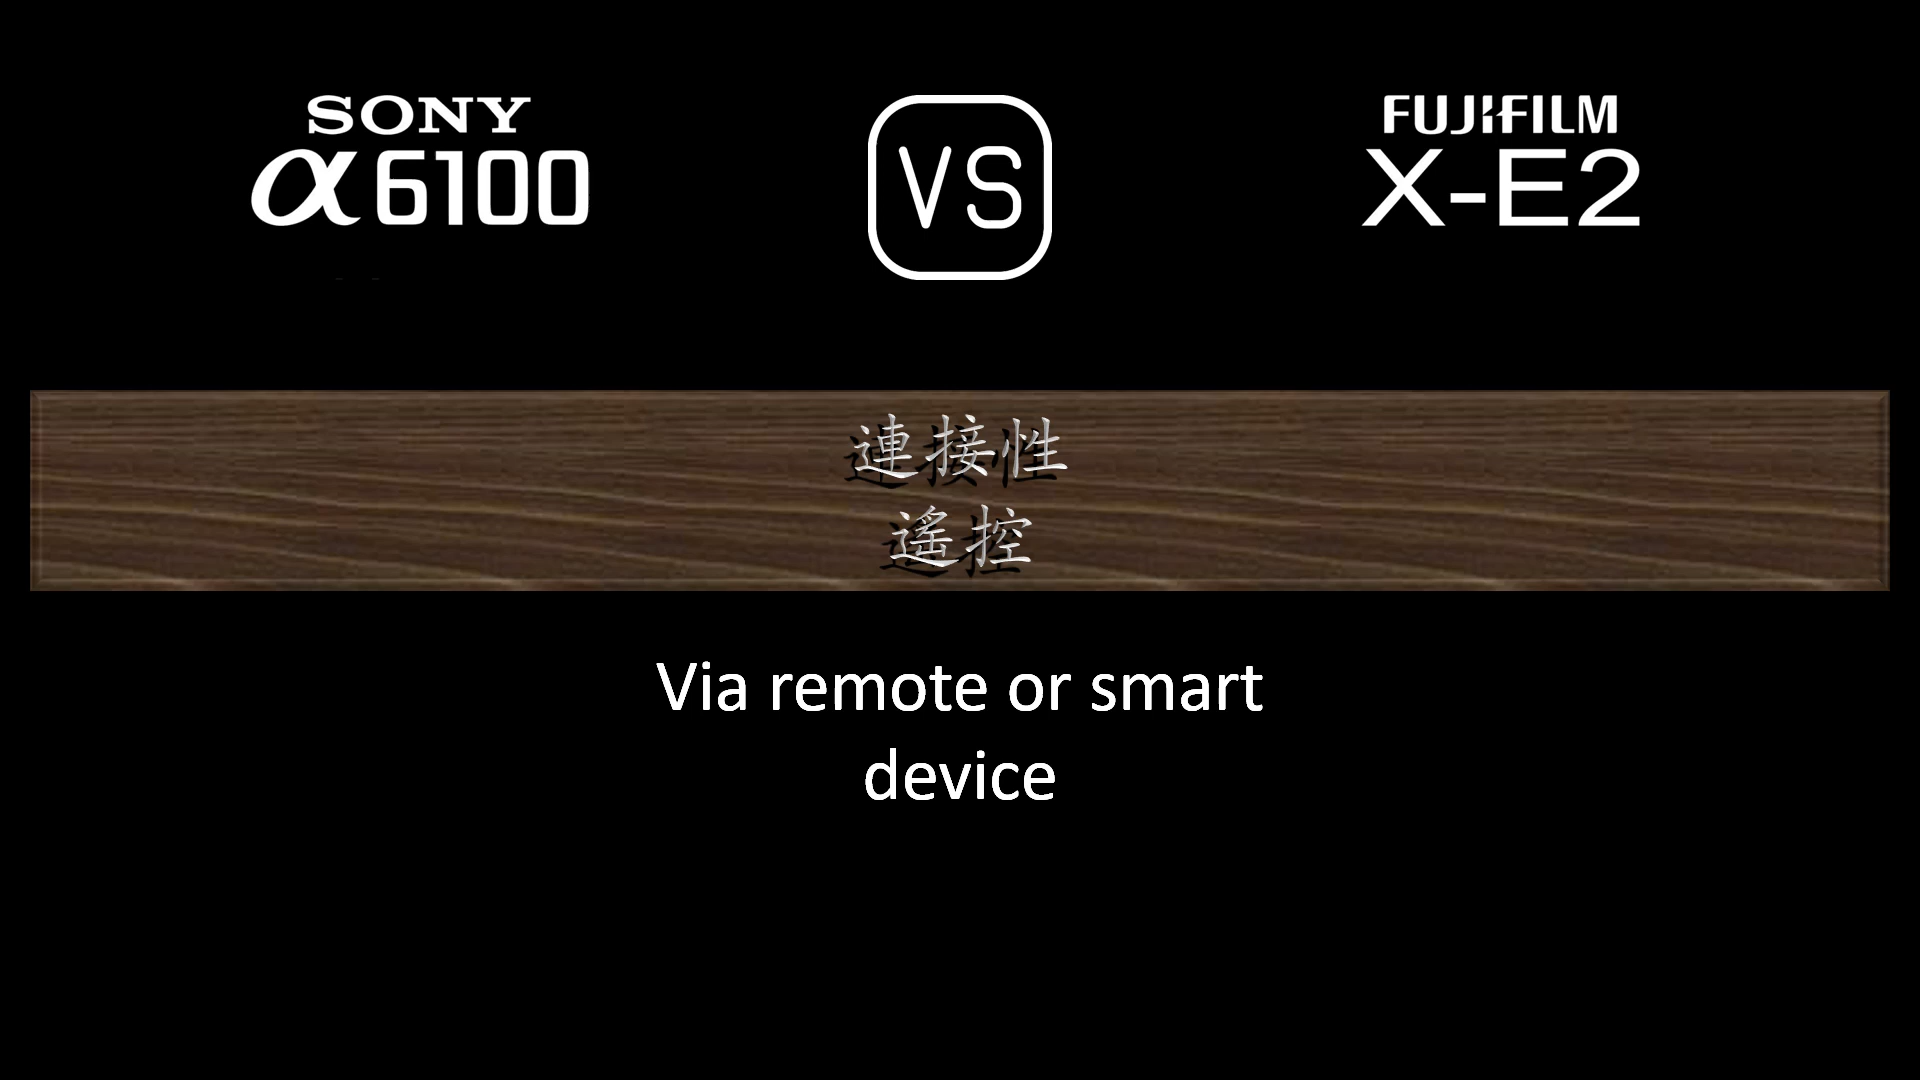 SONY
α6100
VS
FUJIFILM
X-E2
連接性
遙控
Via remote or smart
device